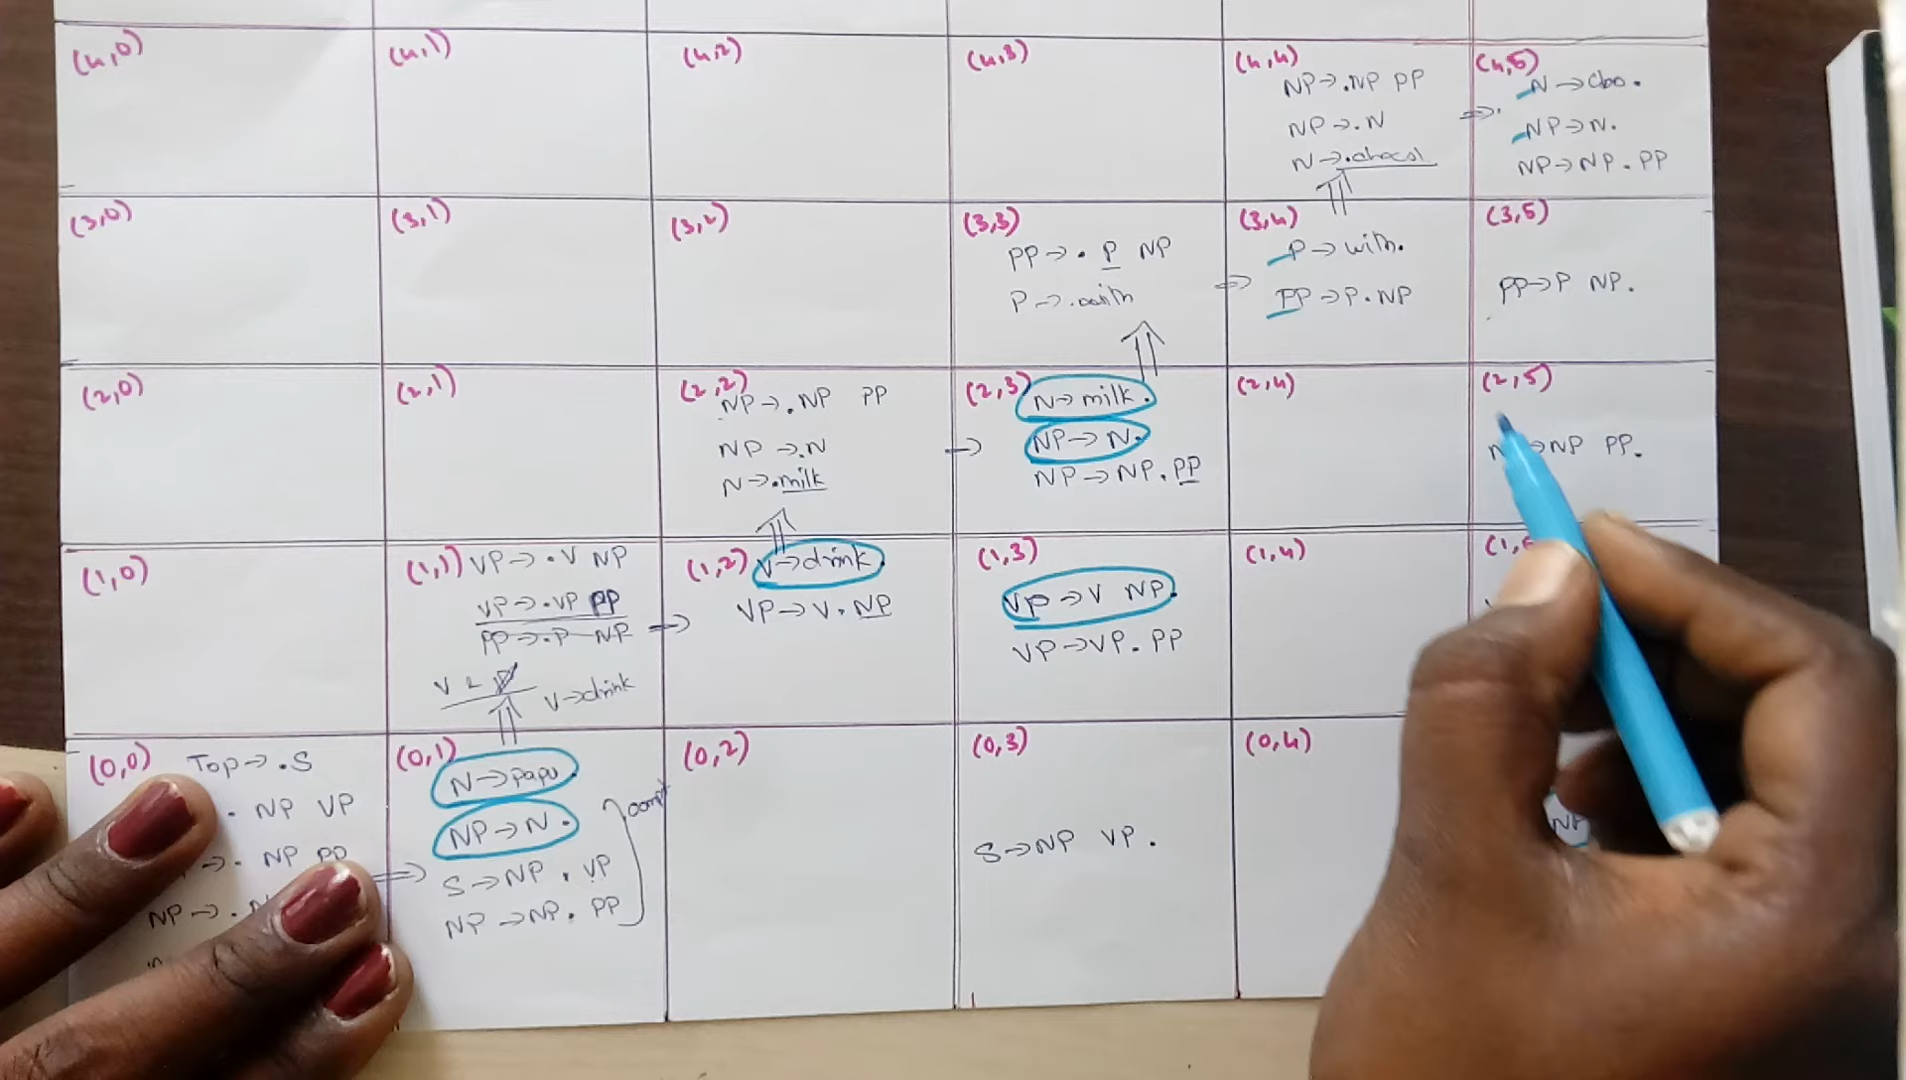 (4,0)
(4,1)
(4,2)
(4,3)
(4,4)
NP→.NP PP
NP→.N
N→.chocol
⇒
(4,5)
N→cho.
NP→N.
NP→NP.PP
(3,0)
(3,1)
(3,2)
(3,3)
PP→.P NP
P→.with
⇒
(3,4)
P→with.
PP→P.NP
(3,5)
PP→P NP.
(2,0)
(2,1)
(2,2)
NP→.NP PP
NP→.N
N→.milk
→
(2,3)
N→milk.
NP→N.
NP→NP.PP
(2,4)
(2,5)
→NP PP.
(1,0)
(1,1) VP→.V NP
VP→.VP PP
PP→.P NP
V→drink
⇒
(1,2) V→drink.
VP→V.NP
(1,3)
VP→V NP.
VP→VP.PP
(1,4)
(0,0) Top→.S
. NP VP
→. NP PP
NP→.
⇒
(0,1)
N→papu.
NP→N.
S→NP.VP
NP→NP.PP
(0,2)
(0,3)
S→NP VP.
(0,4)
NP